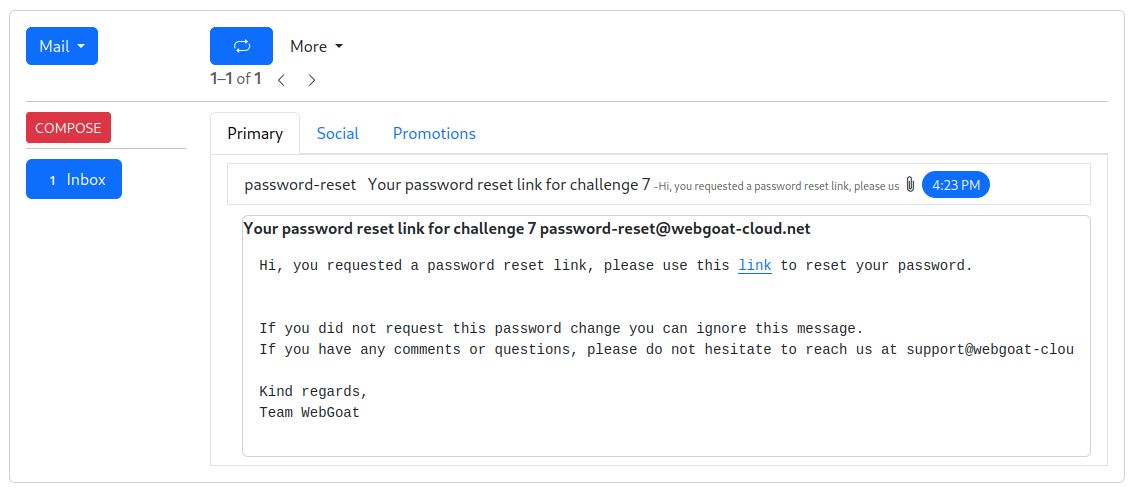 Mail
More
1–1 of 1
COMPOSE
1 Inbox
Primary Social Promotions
password-reset Your password reset link for challenge 7 -Hi, you requested a password reset link, please us 4:23 PM
Your password reset link for challenge 7 password-reset@webgoat-cloud.net
Hi, you requested a password reset link, please use this link to reset your password.
If you did not request this password change you can ignore this message.
If you have any comments or questions, please do not hesitate to reach us at support@webgoat-clou
Kind regards,
Team WebGoat